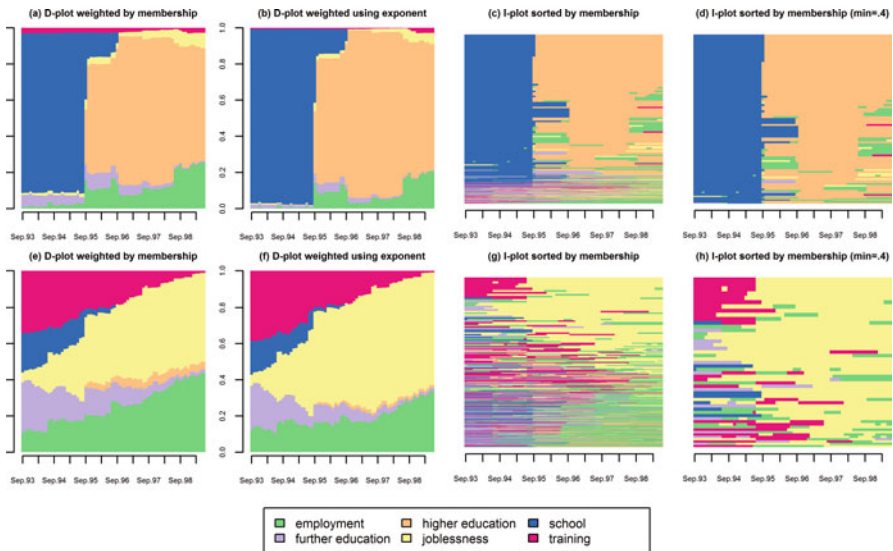 (a) D-plot weighted by membership
(b) D-plot weighted using exponent
(c) I-plot sorted by membership
(d) I-plot sorted by membership (min=.4)
0.0 0.2 0.4 0.6 0.8 1.0
Sep.93 Sep.94 Sep.95 Sep.96 Sep.97 Sep.98
Sep.93 Sep.94 Sep.95 Sep.96 Sep.97 Sep.98
Sep.93 Sep.94 Sep.95 Sep.96 Sep.97 Sep.98
Sep.93 Sep.94 Sep.95 Sep.96 Sep.97 Sep.98
(e) D-plot weighted by membership
(f) D-plot weighted using exponent
(g) I-plot sorted by membership
(h) I-plot sorted by membership (min=.4)
0.0 0.2 0.4 0.6 0.8 1.0
Sep.93 Sep.94 Sep.95 Sep.96 Sep.97 Sep.98
Sep.93 Sep.94 Sep.95 Sep.96 Sep.97 Sep.98
Sep.93 Sep.94 Sep.95 Sep.96 Sep.97 Sep.98
Sep.93 Sep.94 Sep.95 Sep.96 Sep.97 Sep.98
employment higher education school
further education joblessness training